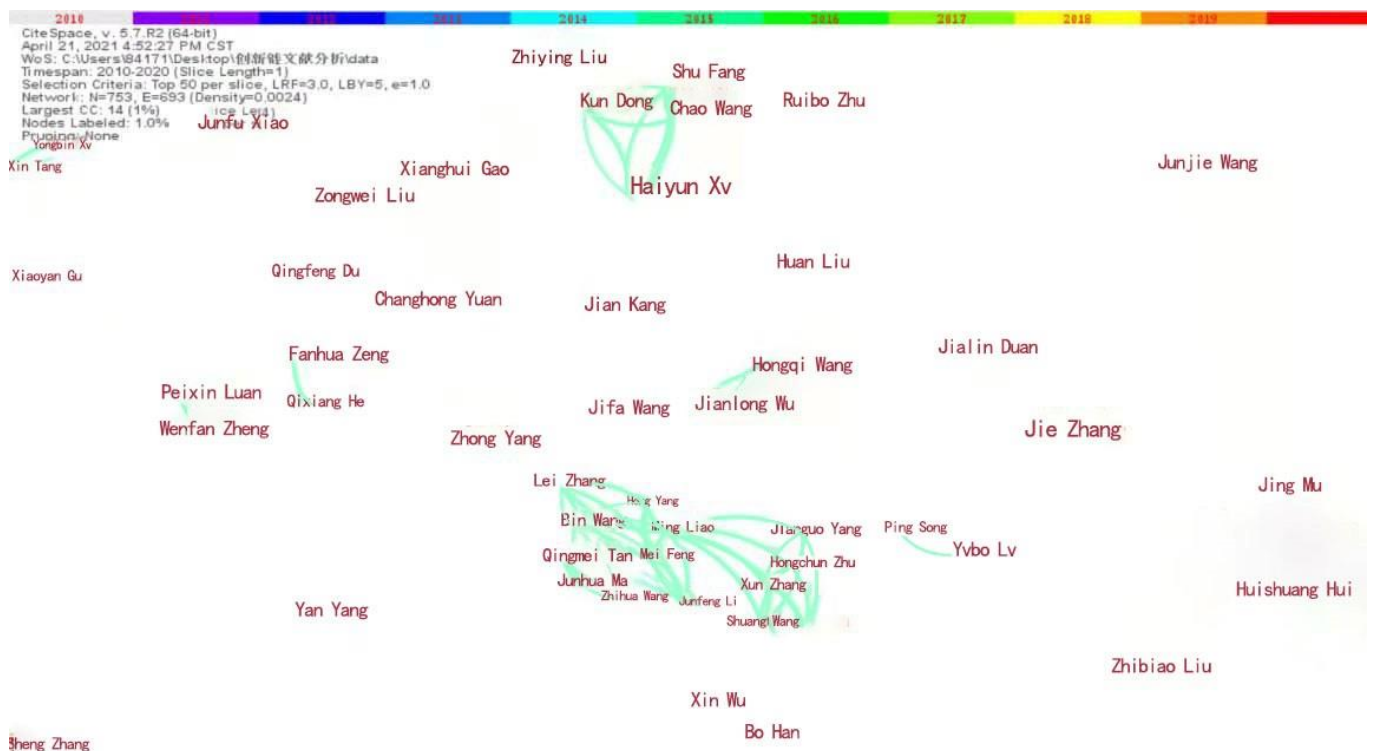 2010 2013 2014 2015 2016 2017 2018 2019
CiteSpace, v. 5.7.R2 (64-bit)
April 21, 2021 4:52:27 PM CST
WoS: C:\Users\84171\Desktop\创新链文献分析\data
Timespan: 2010-2020 (Slice Length=1)
Selection Criteria: Top 50 per slice, LRF=3.0, LBY=5, e=1.0
Network: N=753, E=693 (Density=0.0024)
Largest CC: 14 (1%)
Nodes Labeled: 1.0%
Pruning: None
Zhiying Liu
Shu Fang
Kun Dong
Chao Wang
Ruibo Zhu
Junfu Xiao
Yongbin Xv
Xin Tang
Xianghui Gao
Junjie Wang
Haiyun Xv
Zongwei Liu
Huan Liu
Xiaoyan Gu
Qingfeng Du
Changhong Yuan
Jian Kang
Fanhua Zeng
Jialin Duan
Hongqi Wang
Peixin Luan
Qixiang He
Jifa Wang
Jianlong Wu
Wenfan Zheng
Zhong Yang
Jie Zhang
Lei Zhang
Jing Mu
Yang
Bin Wang
Ming Liao
Jianguo Yang
Ping Song
Qingmei Tan
Mei Feng
Hongchun Zhu
Yvbo Lv
Junhua Ma
Xun Zhang
Zhihua Wang
Junfeng Li
Huishuang Hui
Yan Yang
Wang
Zhibiao Liu
Xin Wu
Bo Han
Zhang